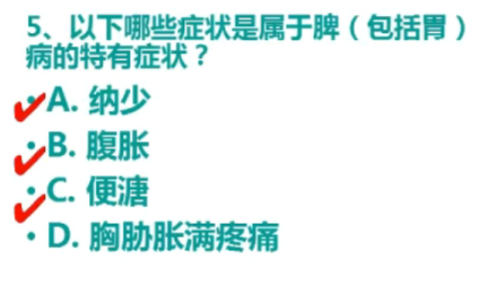 5、以下哪些症状是属于脾（包括胃）
病的特有症状？
• A. 纳少
• B. 腹胀
• C. 便溏
• D. 胸胁胀满疼痛